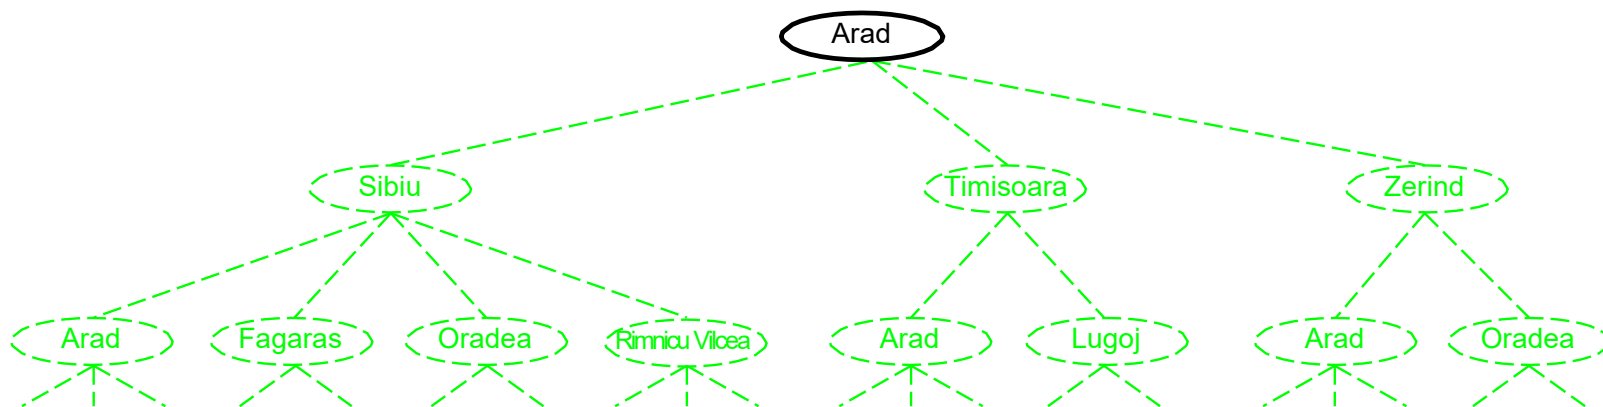 Arad
Sibiu
Timisoara
Zerind
Arad
Fagaras
Oradea
Rimnicu Vilcea
Arad
Lugoj
Arad
Oradea